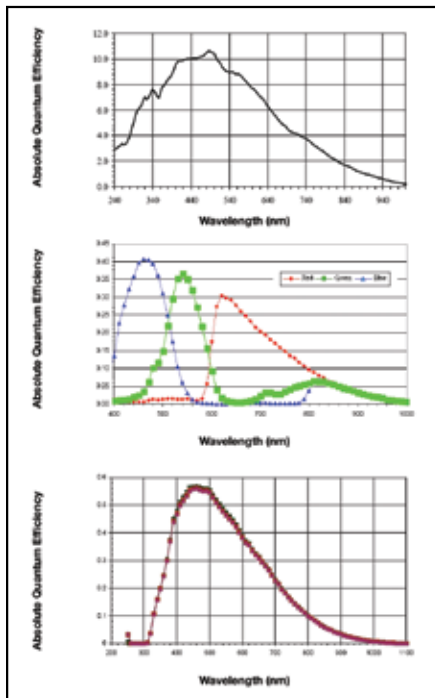 Absolute Quantum Efficiency
12.0
10.0
8.0
6.0
4.0
2.0
0.0
240 340 440 540 640 740 840 940
Wavelength (nm)
Absolute Quantum Efficiency
0.45
0.40
0.35
0.30
0.25
0.20
0.15
0.10
0.05
0.00
Red Green Blue
400 500 600 700 800 900 1000
Wavelength (nm)
Absolute Quantum Efficiency
0.6
0.5
0.4
0.3
0.2
0.1
0
200 300 400 500 600 700 800 900 1000 1100
Wavelength (nm)